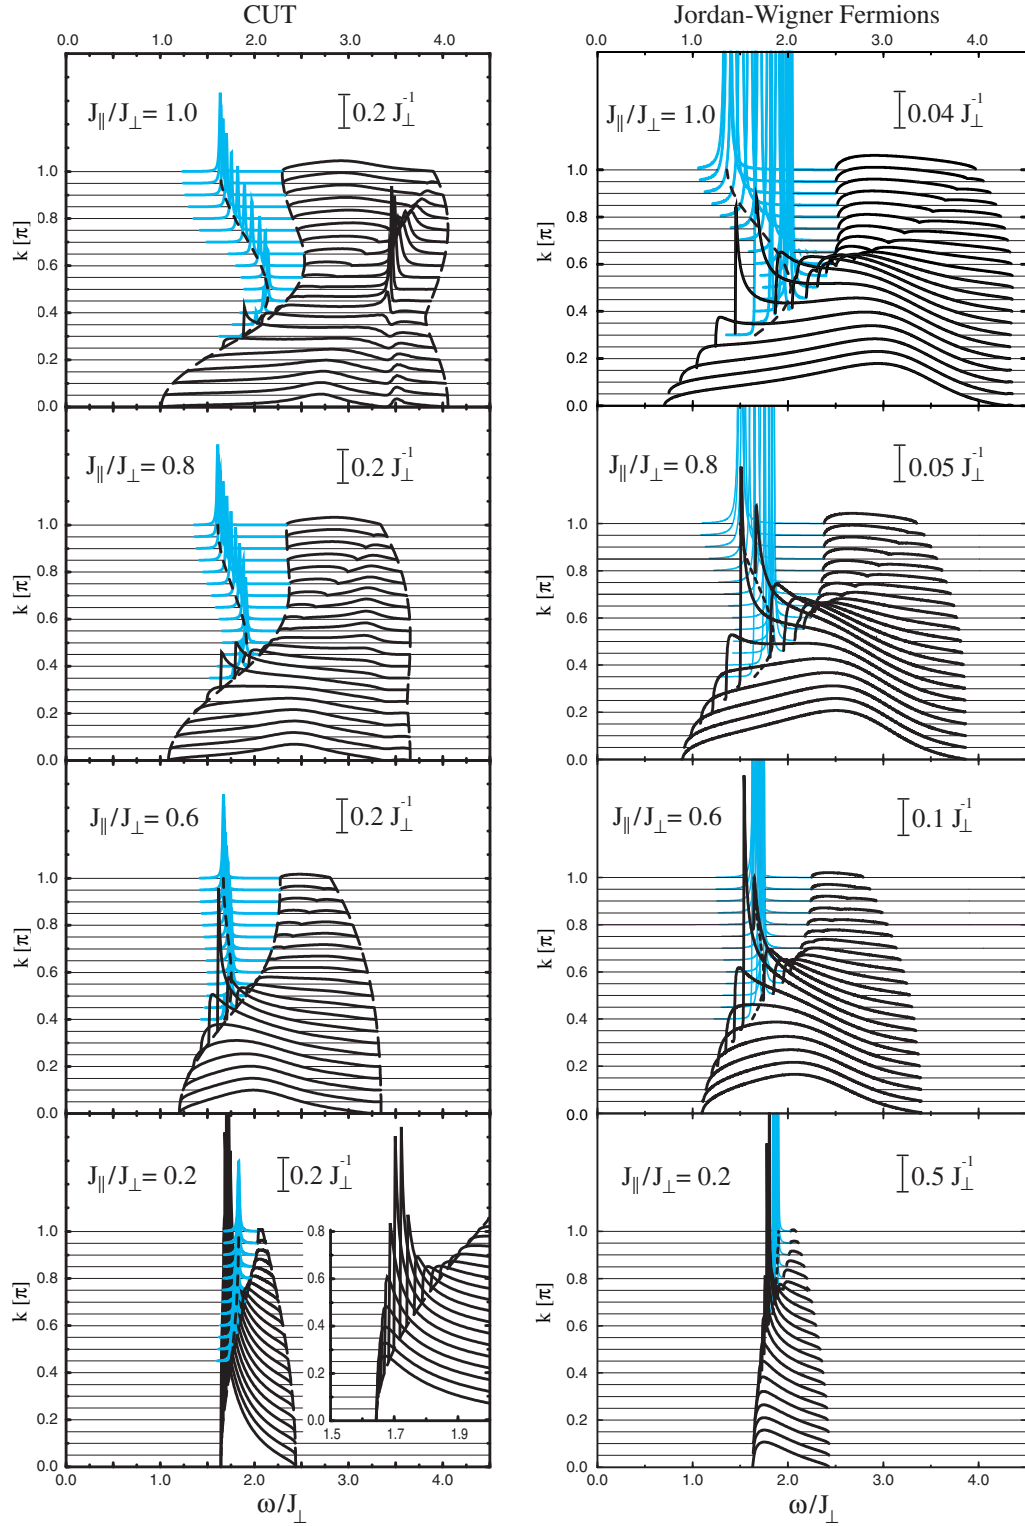 CUT
Jordan-Wigner Fermions
0.0 1.0 2.0 3.0 4.0
0.0 1.0 2.0 3.0 4.0
J∥/J⊥= 1.0
0.2 J⊥⁻¹
J∥/J⊥= 1.0
0.04 J⊥⁻¹
k [π]
1.0
0.8
0.6
0.4
0.2
0.0
k [π]
1.0
0.8
0.6
0.4
0.2
0.0
J∥/J⊥= 0.8
0.2 J⊥⁻¹
J∥/J⊥= 0.8
0.05 J⊥⁻¹
k [π]
1.0
0.8
0.6
0.4
0.2
0.0
k [π]
1.0
0.8
0.6
0.4
0.2
0.0
J∥/J⊥= 0.6
0.2 J⊥⁻¹
J∥/J⊥= 0.6
0.1 J⊥⁻¹
k [π]
1.0
0.8
0.6
0.4
0.2
0.0
k [π]
1.0
0.8
0.6
0.4
0.2
0.0
J∥/J⊥= 0.2
0.2 J⊥⁻¹
J∥/J⊥= 0.2
0.5 J⊥⁻¹
k [π]
1.0
0.8
0.6
0.4
0.2
0.0
0.8
0.6
0.4
0.2
0.0
1.5 1.7 1.9
k [π]
1.0
0.8
0.6
0.4
0.2
0.0
0.0 1.0 2.0 3.0 4.0
0.0 1.0 2.0 3.0 4.0
ω/J⊥
ω/J⊥